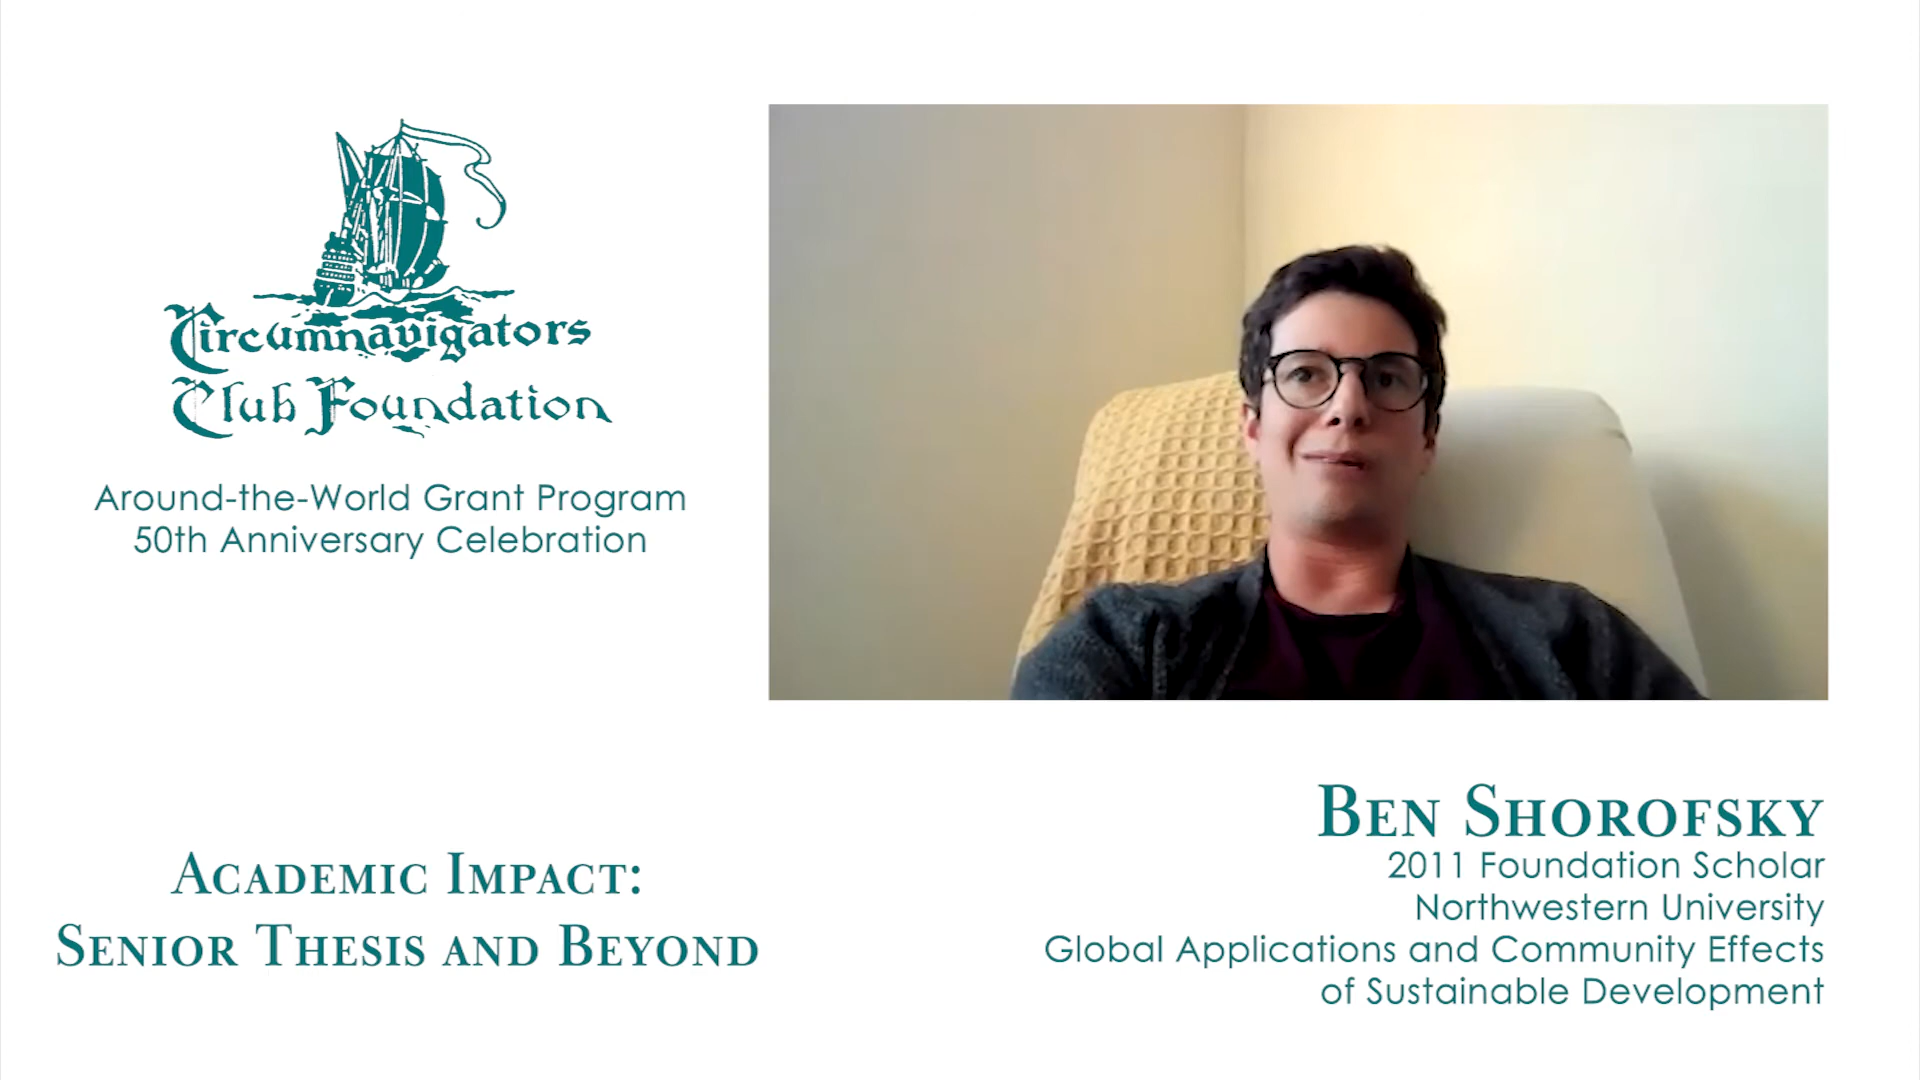 Circumnavigators
Club Foundation
Around-the-World Grant Program
50th Anniversary Celebration
Academic Impact:
Senior Thesis and Beyond
Ben Shorofsky
2011 Foundation Scholar
Northwestern University
Global Applications and Community Effects
of Sustainable Development